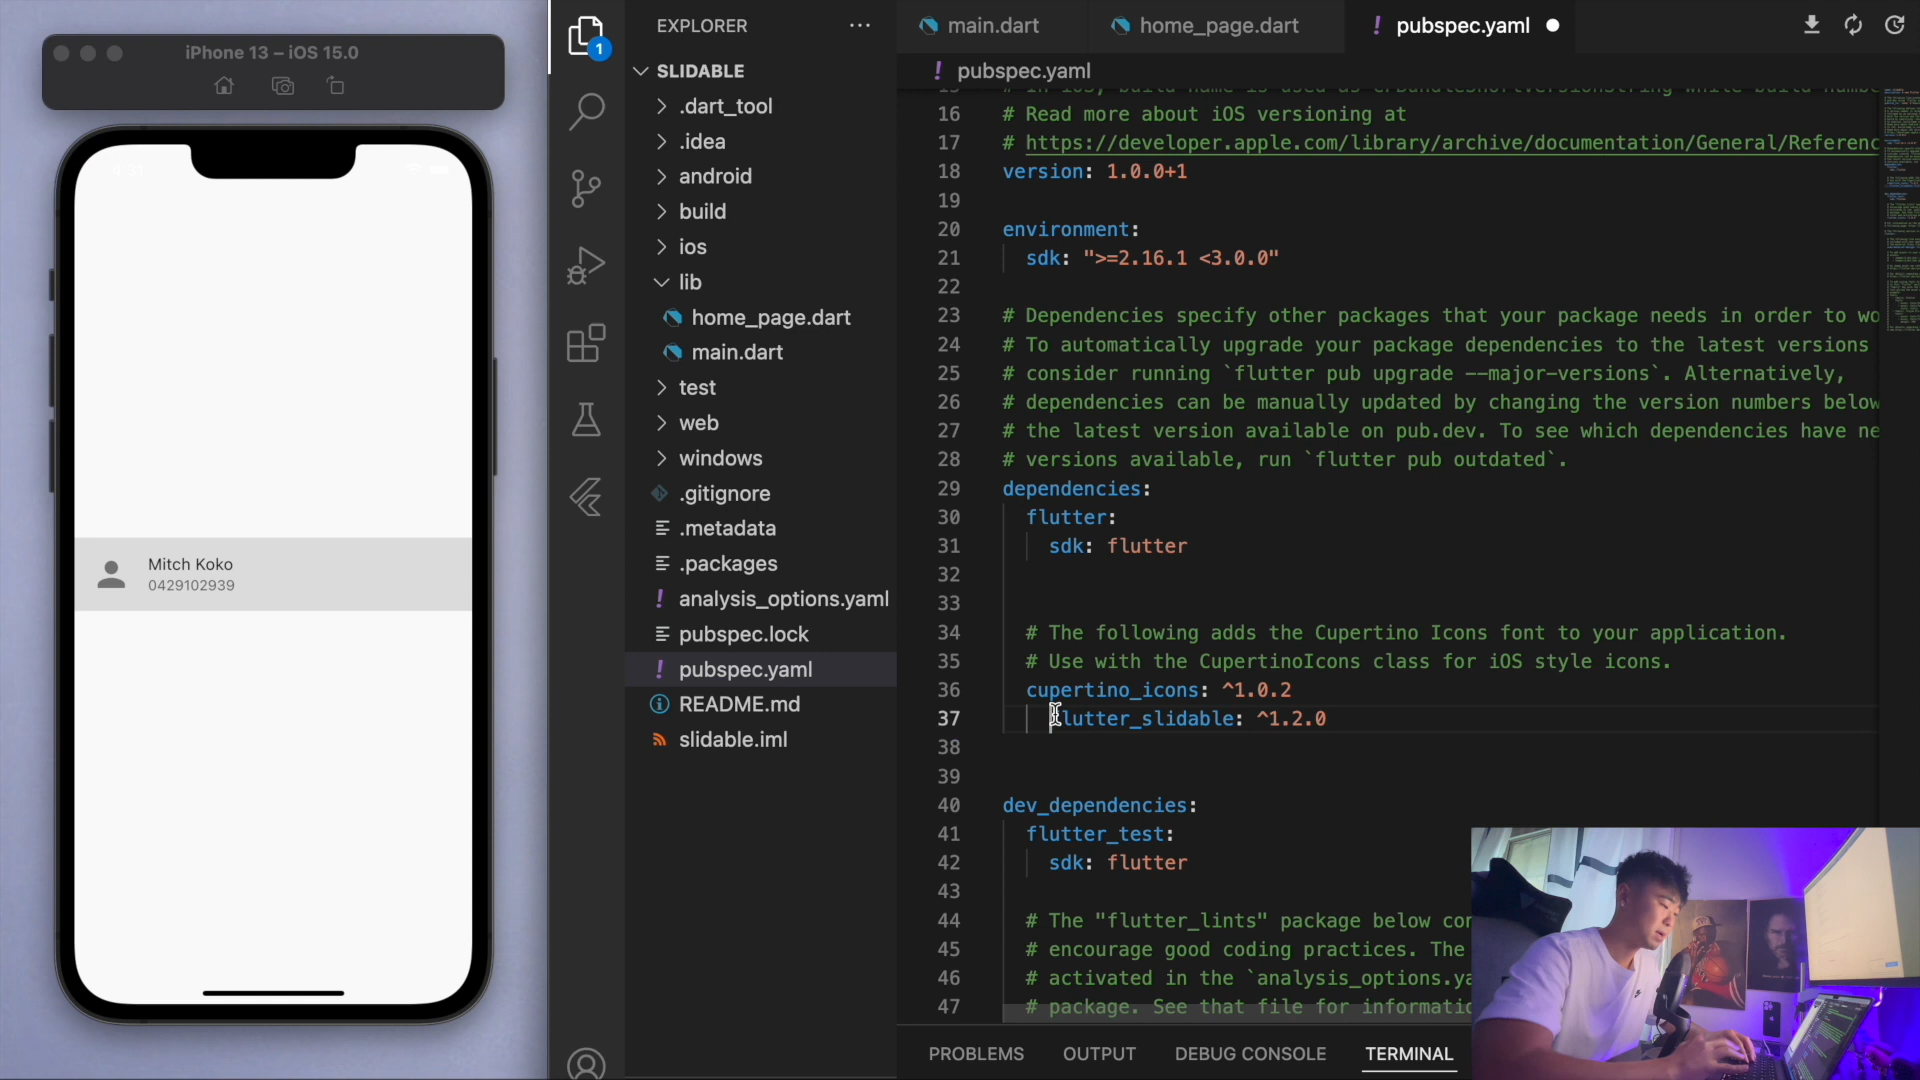 iPhone 13 – iOS 15.0
4:31
Mitch Koko
0429102939
1
EXPLORER
SLIDABLE
.dart_tool
.idea
android
build
ios
lib
home_page.dart
main.dart
test
web
windows
.gitignore
.metadata
.packages
analysis_options.yaml
pubspec.lock
pubspec.yaml
README.md
slidable.iml
main.dart
home_page.dart
! pubspec.yaml
! pubspec.yaml
16 # Read more about iOS versioning at
17 # https://developer.apple.com/library/archive/documentation/General/Referenc
18 version: 1.0.0+1
19
20 environment:
21 sdk: ">=2.16.1 <3.0.0"
22
23 # Dependencies specify other packages that your package needs in order to wo
24 # To automatically upgrade your package dependencies to the latest versions
25 # consider running `flutter pub upgrade --major-versions`. Alternatively,
26 # dependencies can be manually updated by changing the version numbers below
27 # the latest version available on pub.dev. To see which dependencies have ne
28 # versions available, run `flutter pub outdated`.
29 dependencies:
30 flutter:
31 sdk: flutter
32
33
34 # The following adds the Cupertino Icons font to your application.
35 # Use with the CupertinoIcons class for iOS style icons.
36 cupertino_icons: ^1.0.2
37 flutter_slidable: ^1.2.0
38
39
40 dev_dependencies:
41 flutter_test:
42 sdk: flutter
43
44 # The "flutter_lints" package below con
45 # encourage good coding practices. The
46 # activated in the `analysis_options.ya
47 # package. See that file for informatio
PROBLEMS
OUTPUT
DEBUG CONSOLE
TERMINAL